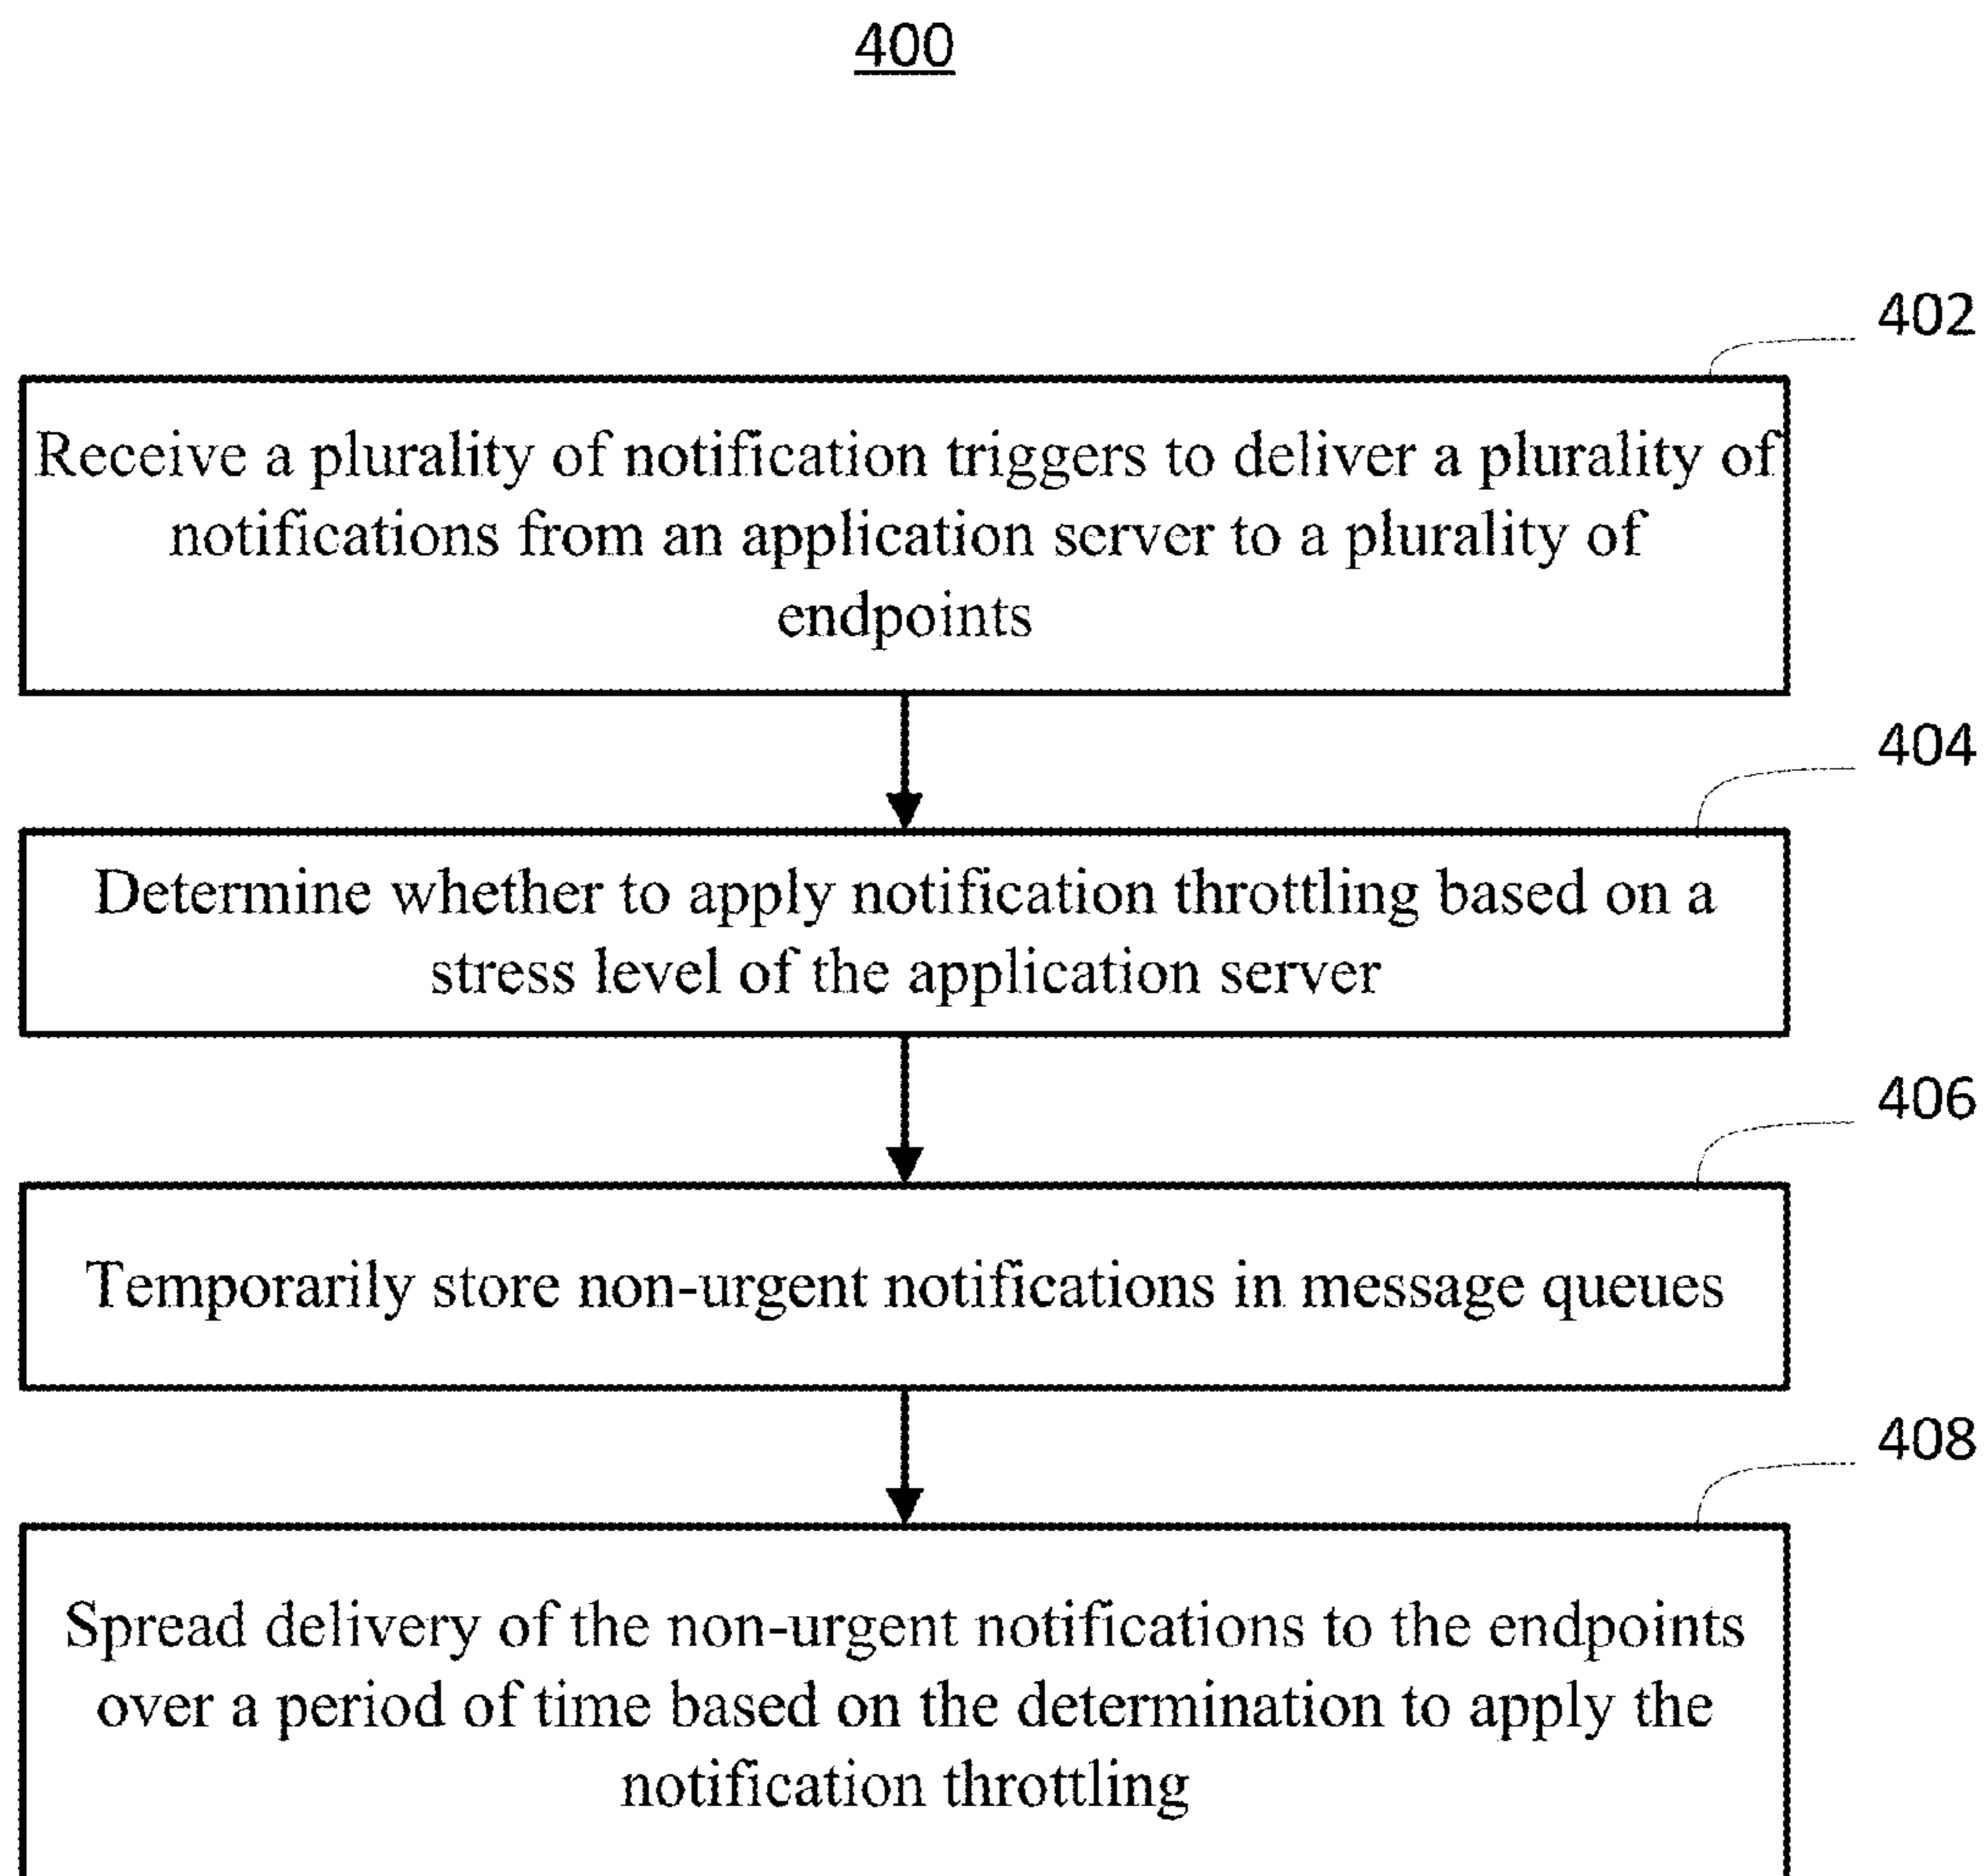 400
402
Receive a plurality of notification triggers to deliver a plurality of
notifications from an application server to a plurality of
endpoints
404
Determine whether to apply notification throttling based on a
stress level of the application server
406
Temporarily store non-urgent notifications in message queues
408
Spread delivery of the non-urgent notifications to the endpoints
over a period of time based on the determination to apply the
notification throttling